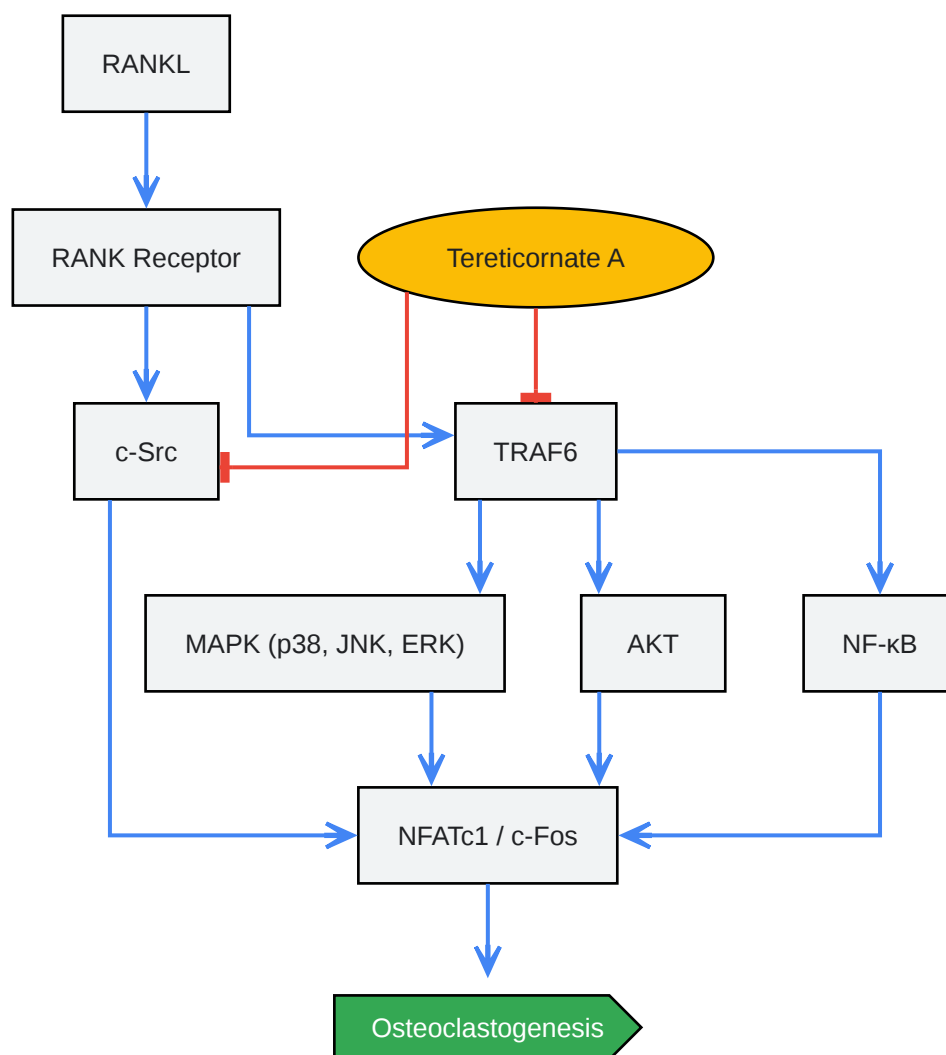 RANKL
RANK Receptor
Tereticornate A
c-Src
TRAF6
MAPK (p38, JNK, ERK)
AKT
NF-κB
NFATc1 / c-Fos
Osteoclastogenesis